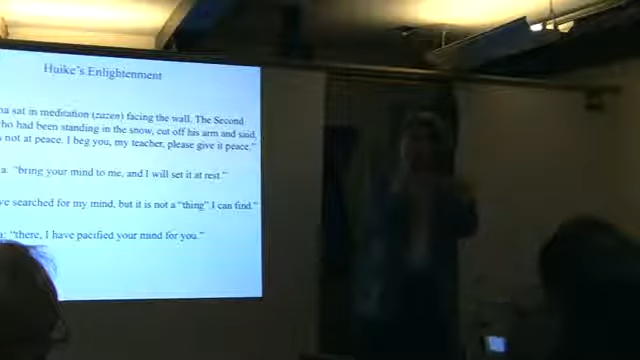 Huike's Enlightenment
na sat in meditation (zazen) facing the wall. The Second
ho had been standing in the snow, cut off his arm and said,
not at peace. I beg you, my teacher, please give it peace."
a: "bring your mind to me, and I will set it at rest."
ve searched for my mind, but it is not a "thing" I can find."
a: "there, I have pacified your mind for you."